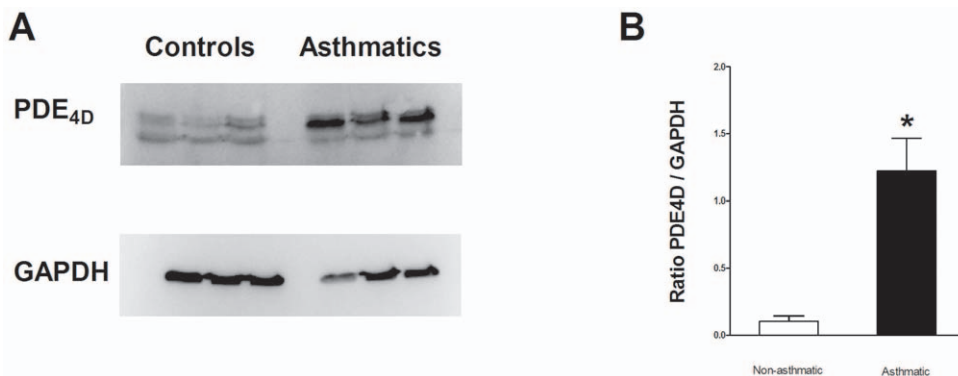 A
Controls Asthmatics
PDE4D
GAPDH
B
Ratio PDE4D / GAPDH
2.0
1.5
1.0
0.5
0.0
*
Non-asthmatic Asthmatic